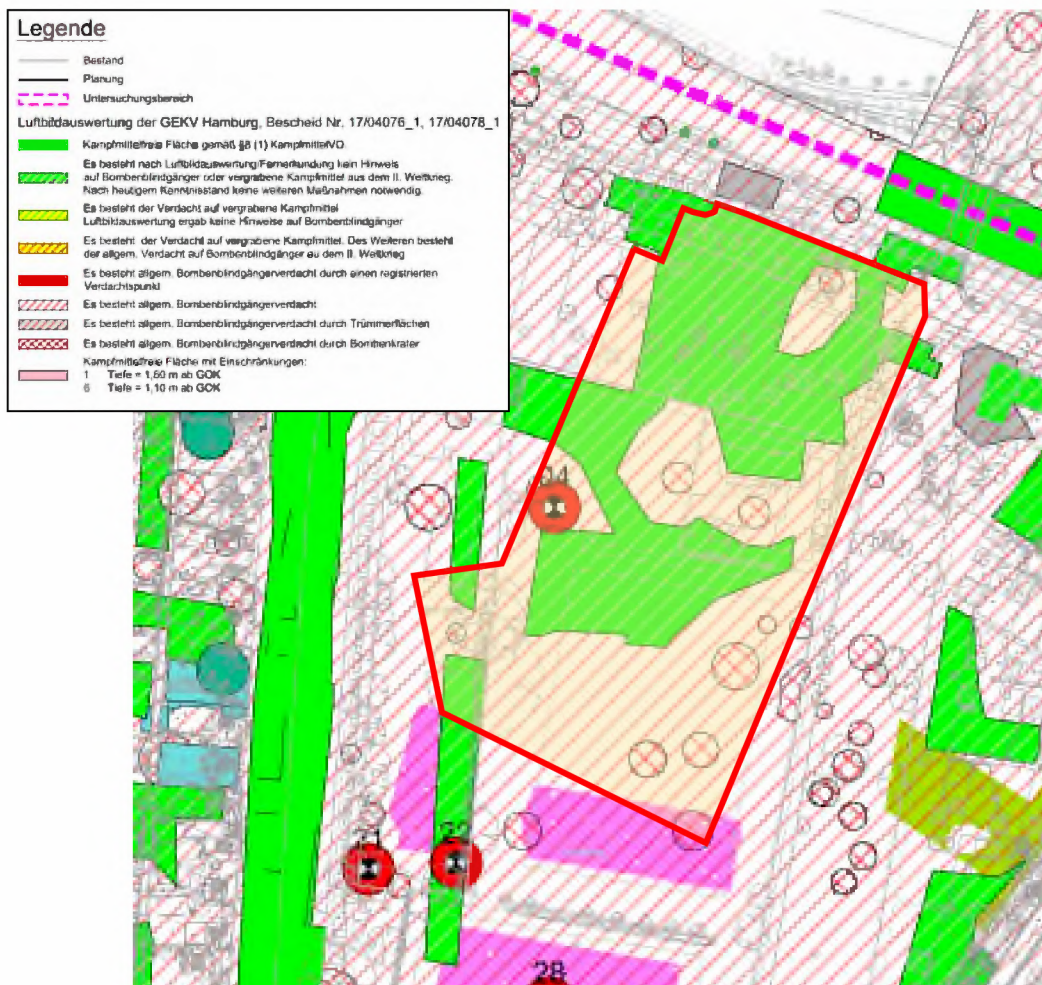 Legende
Bestand
Planung
Untersuchungsbereich
Luftbildauswertung der GEKV Hamburg, Bescheid Nr. 17/04076_1, 17/04078_1
Kampfmittelfreie Fläche gemäß §8 (1) KampfmittelVO
Es besteht nach Luftbildauswertung/Fernerkundung kein Hinweis
auf Bombenblindgänger oder vergrabene Kampfmittel aus dem II. Weltkrieg.
Nach heutigem Kenntnisstand keine weiteren Maßnahmen notwendig.
Es besteht der Verdacht auf vergrabene Kampfmittel
Luftbildauswertung ergab keine Hinweise auf Bombenblindgänger
Es besteht der Verdacht auf vergrabene Kampfmittel. Des Weiteren besteht
der allgem. Verdacht auf Bombenblindgänger au dem II. Weltkrieg
Es besteht allgem. Bombenblindgängerverdacht durch einen registrierten
Verdachtspunkt
Es besteht allgem. Bombenblindgängerverdacht
Es besteht allgem. Bombenblindgängerverdacht durch Trümmerflächen
Es besteht allgem. Bombenblindgängerverdacht durch Bombenkrater
Kampfmittelfreie Fläche mit Einschränkungen:
1 Tiefe = 1,50 m ab GOK
6 Tiefe = 1,10 m ab GOK
28